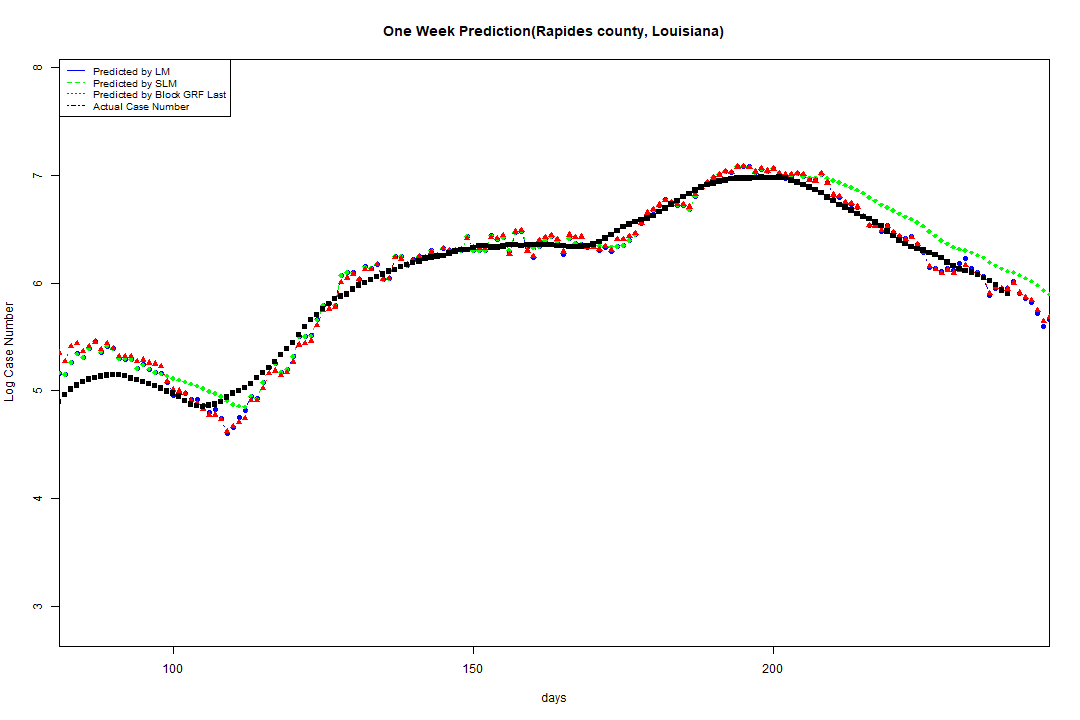 One Week Prediction(Rapides county, Louisiana)
Predicted by LM
Predicted by SLM
Predicted by Block GRF Last
Actual Case Number
Log Case Number
8
7
6
5
4
3
100 150 200
days